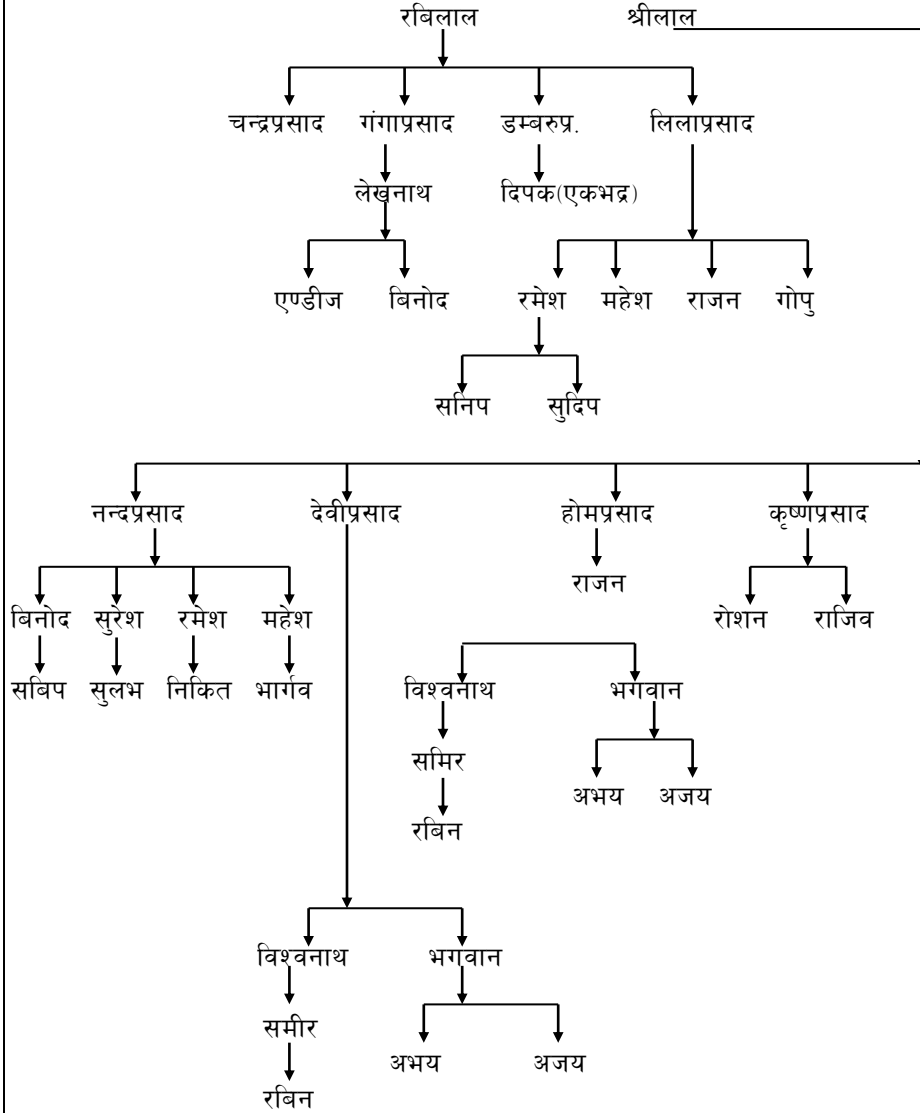 रबिलाल श्रीलाल
चन्द्रप्रसाद गंगाप्रसाद डम्बरुप्र. लिलाप्रसाद
लेखनाथ दिपक(एकभद्र)
एण्डीज बिनोद रमेश महेश राजन गोपु
सनिप सुदिप
नन्दप्रसाद देवीप्रसाद होमप्रसाद कृष्णप्रसाद
राजन
बिनोद सुरेश रमेश महेश रोशन राजिव
सबिप सुलभ निकित भार्गव विश्वनाथ भगवान
समिर
अभय अजय
रबिन
विश्वनाथ भगवान
समीर
अभय अजय
रबिन